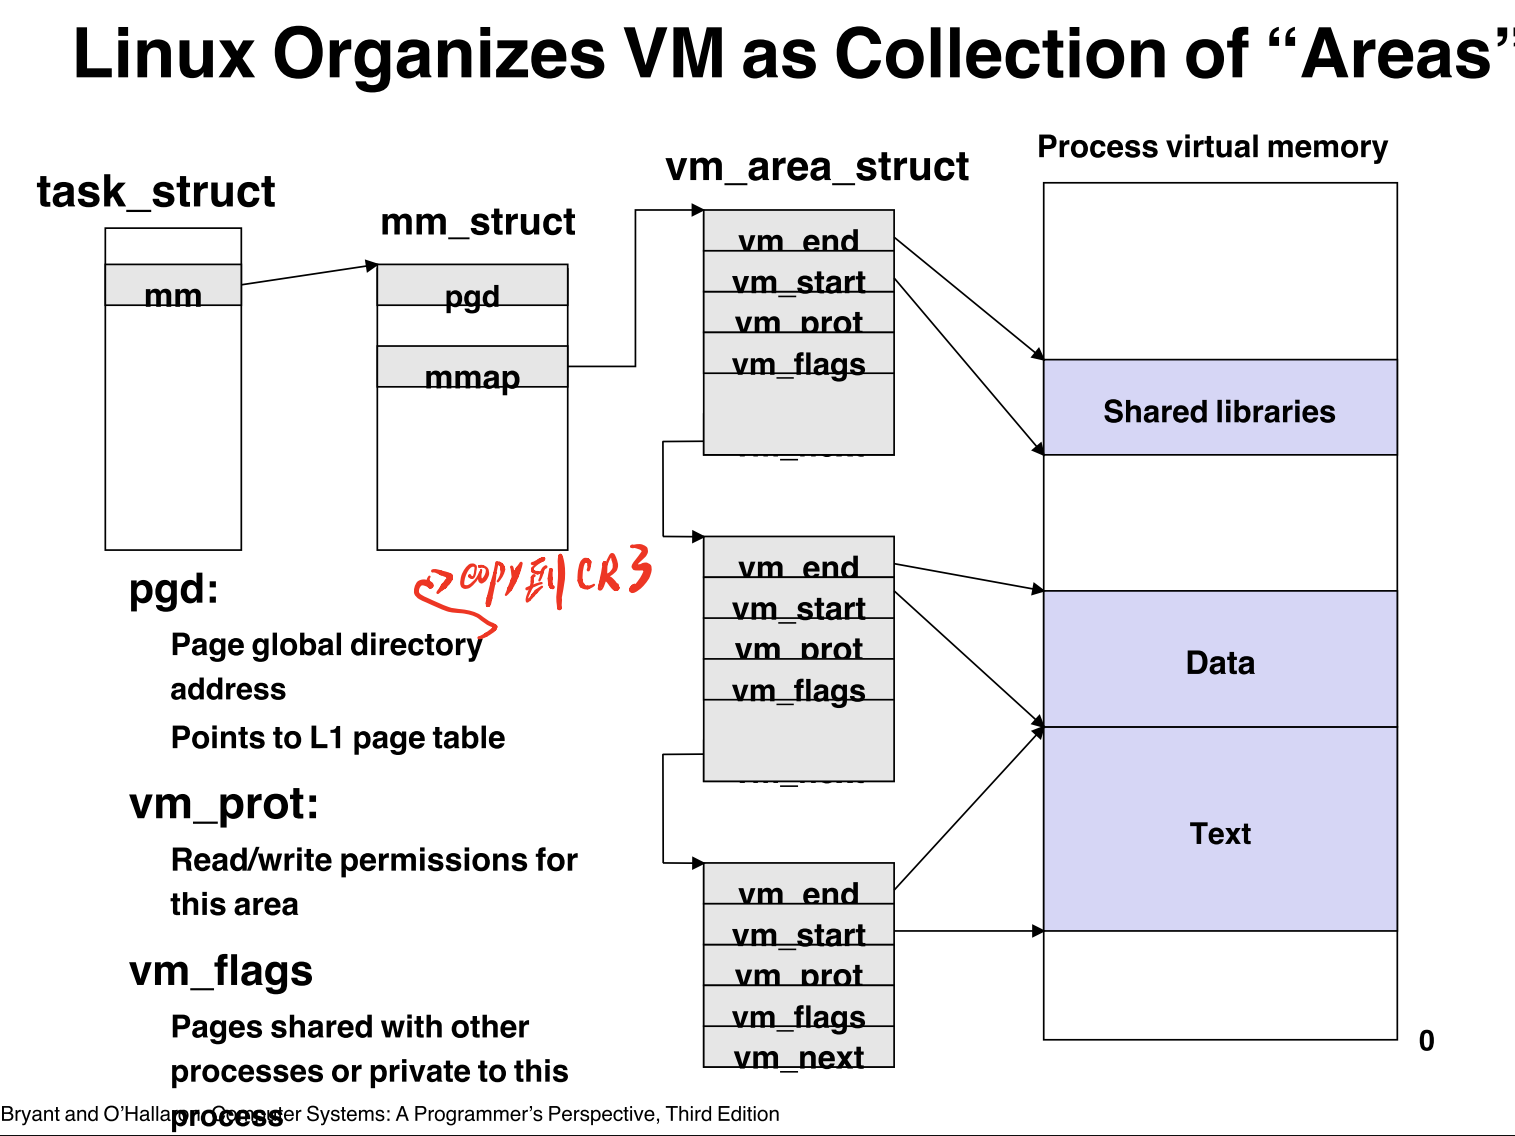 Linux Organizes VM as Collection of “Areas”
task_struct
mm
mm_struct
pgd
mmap
vm_area_struct
vm_end
vm_start
vm_prot
vm_flags
vm_next
vm_end
vm_start
vm_prot
vm_flags
vm_next
vm_end
vm_start
vm_prot
vm_flags
vm_next
Process virtual memory
Shared libraries
Data
Text
0
copy到CR3
pgd:
Page global directory
address
Points to L1 page table
vm_prot:
Read/write permissions for
this area
vm_flags
Pages shared with other
processes or private to this
process
Bryant and O’Hallaron, Computer Systems: A Programmer’s Perspective, Third Edition